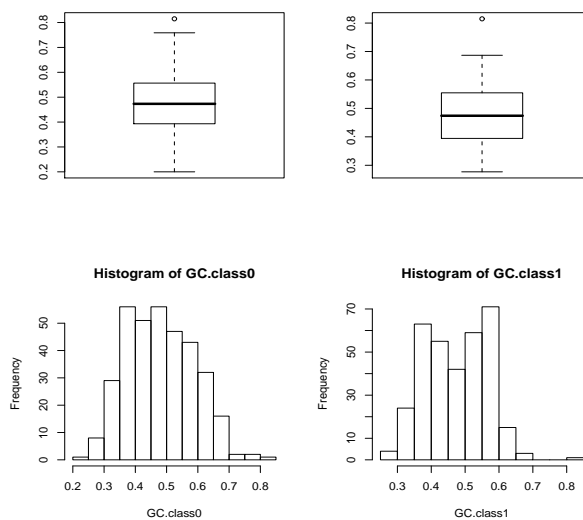 0.2 0.3 0.4 0.5 0.6 0.7 0.8
0.3 0.4 0.5 0.6 0.7 0.8
Histogram of GC.class0
Frequency
0 10 30 50
0.2 0.3 0.4 0.5 0.6 0.7 0.8
GC.class0
Histogram of GC.class1
Frequency
0 10 30 50 70
0.3 0.4 0.5 0.6 0.7 0.8
GC.class1